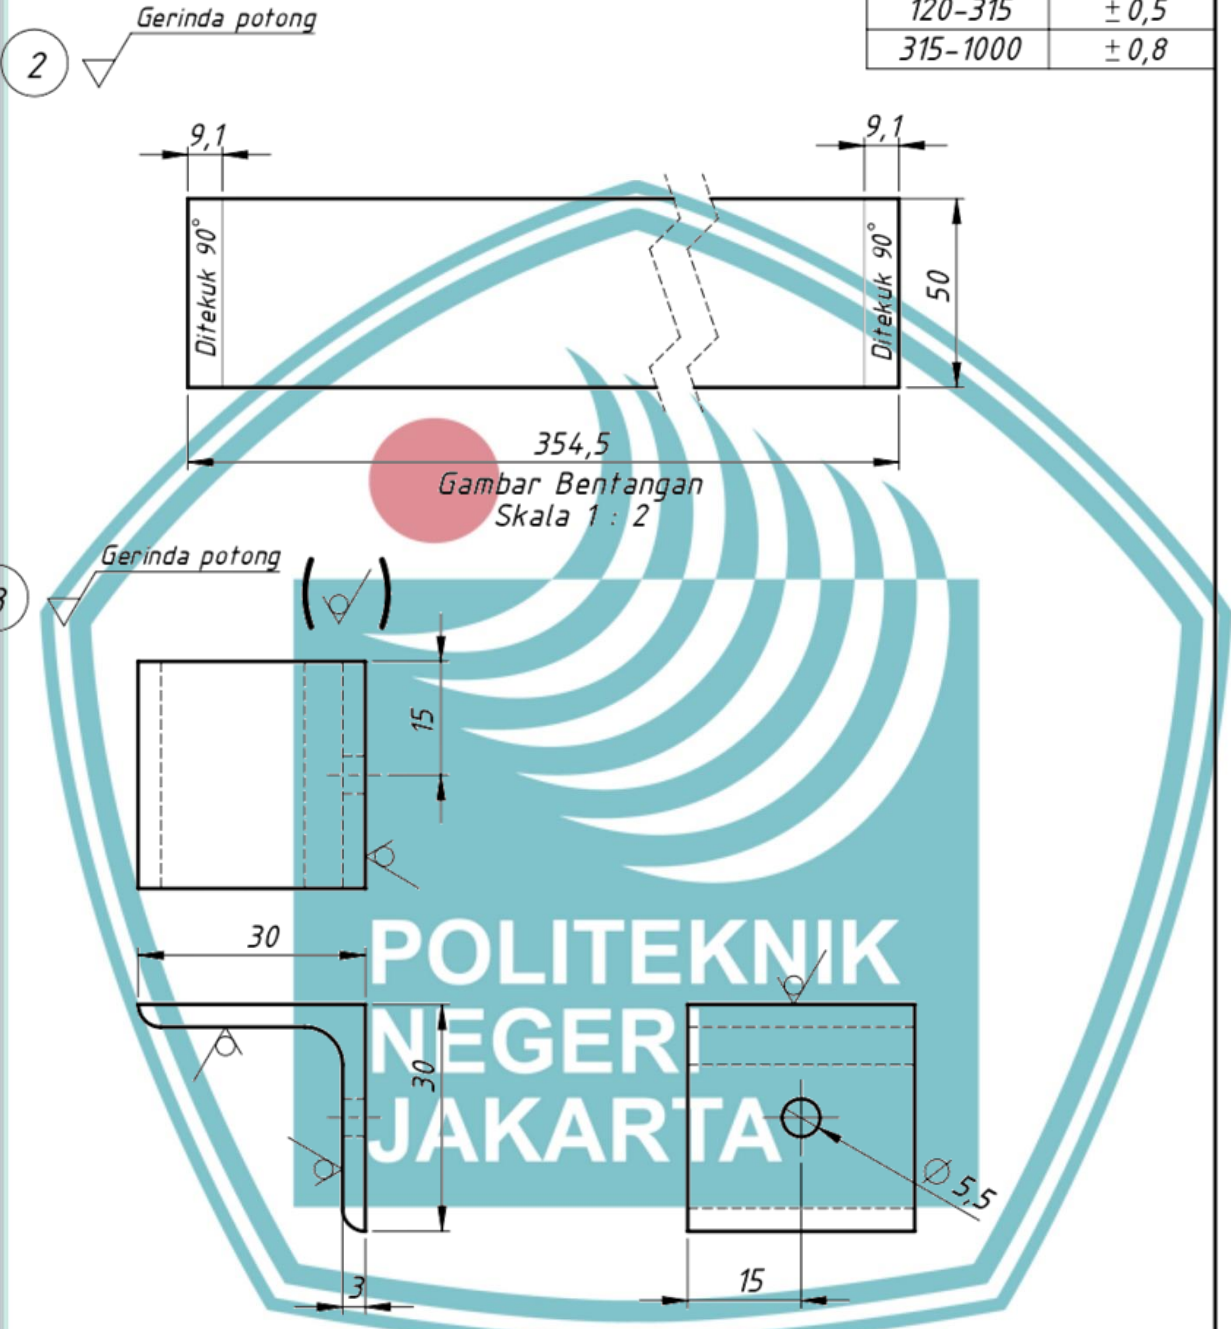 Gerinda potong
2
120-315 ± 0,5
315-1000 ± 0,8
9,1
9,1
Ditekuk 90°
Ditekuk 90°
50
354,5
Gambar Bentangan
Skala 1 : 2
Gerinda potong
15
30
POLITEKNIK
NEGERI
JAKARTA
30
Ø 5,5
3
15